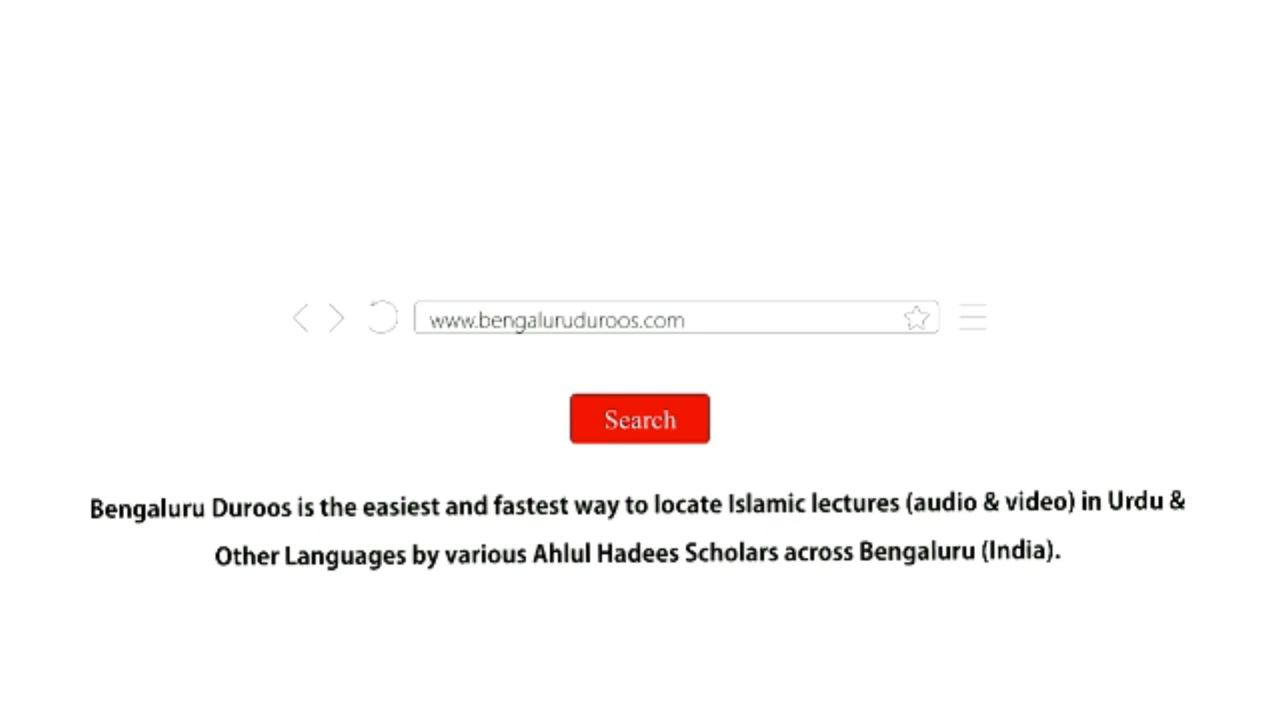 www.bengaluruduroos.com
Search
Bengaluru Duroos is the easiest and fastest way to locate Islamic lectures (audio & video) in Urdu &
Other Languages by various Ahlul Hadees Scholars across Bengaluru (India).